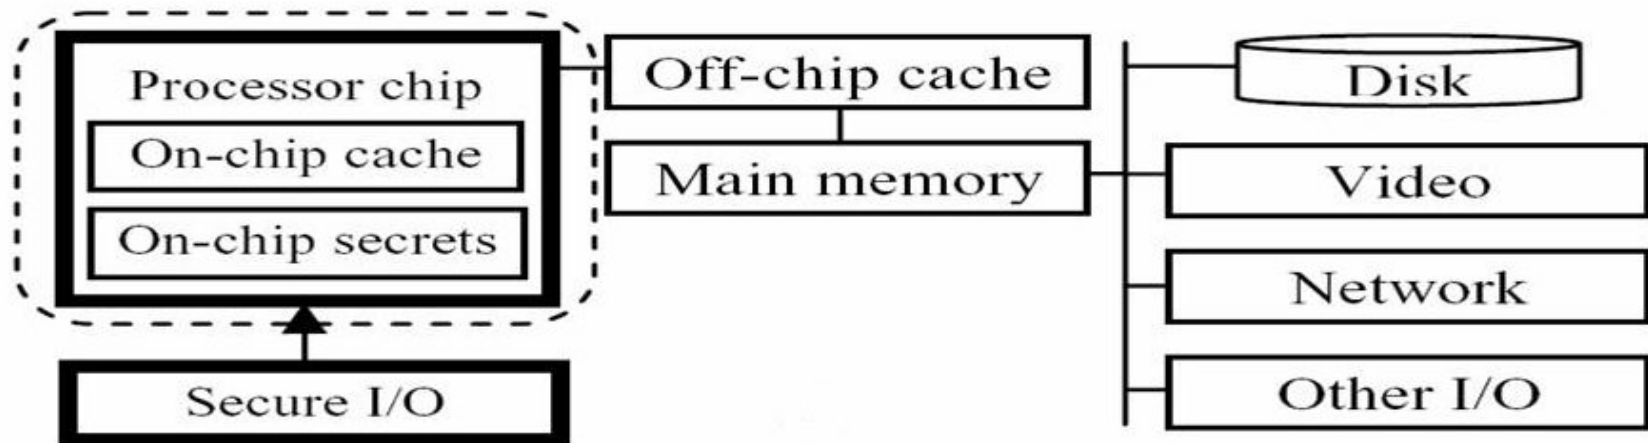 Processor chip
On-chip cache
On-chip secrets
Secure I/O
Off-chip cache
Main memory
Disk
Video
Network
Other I/O